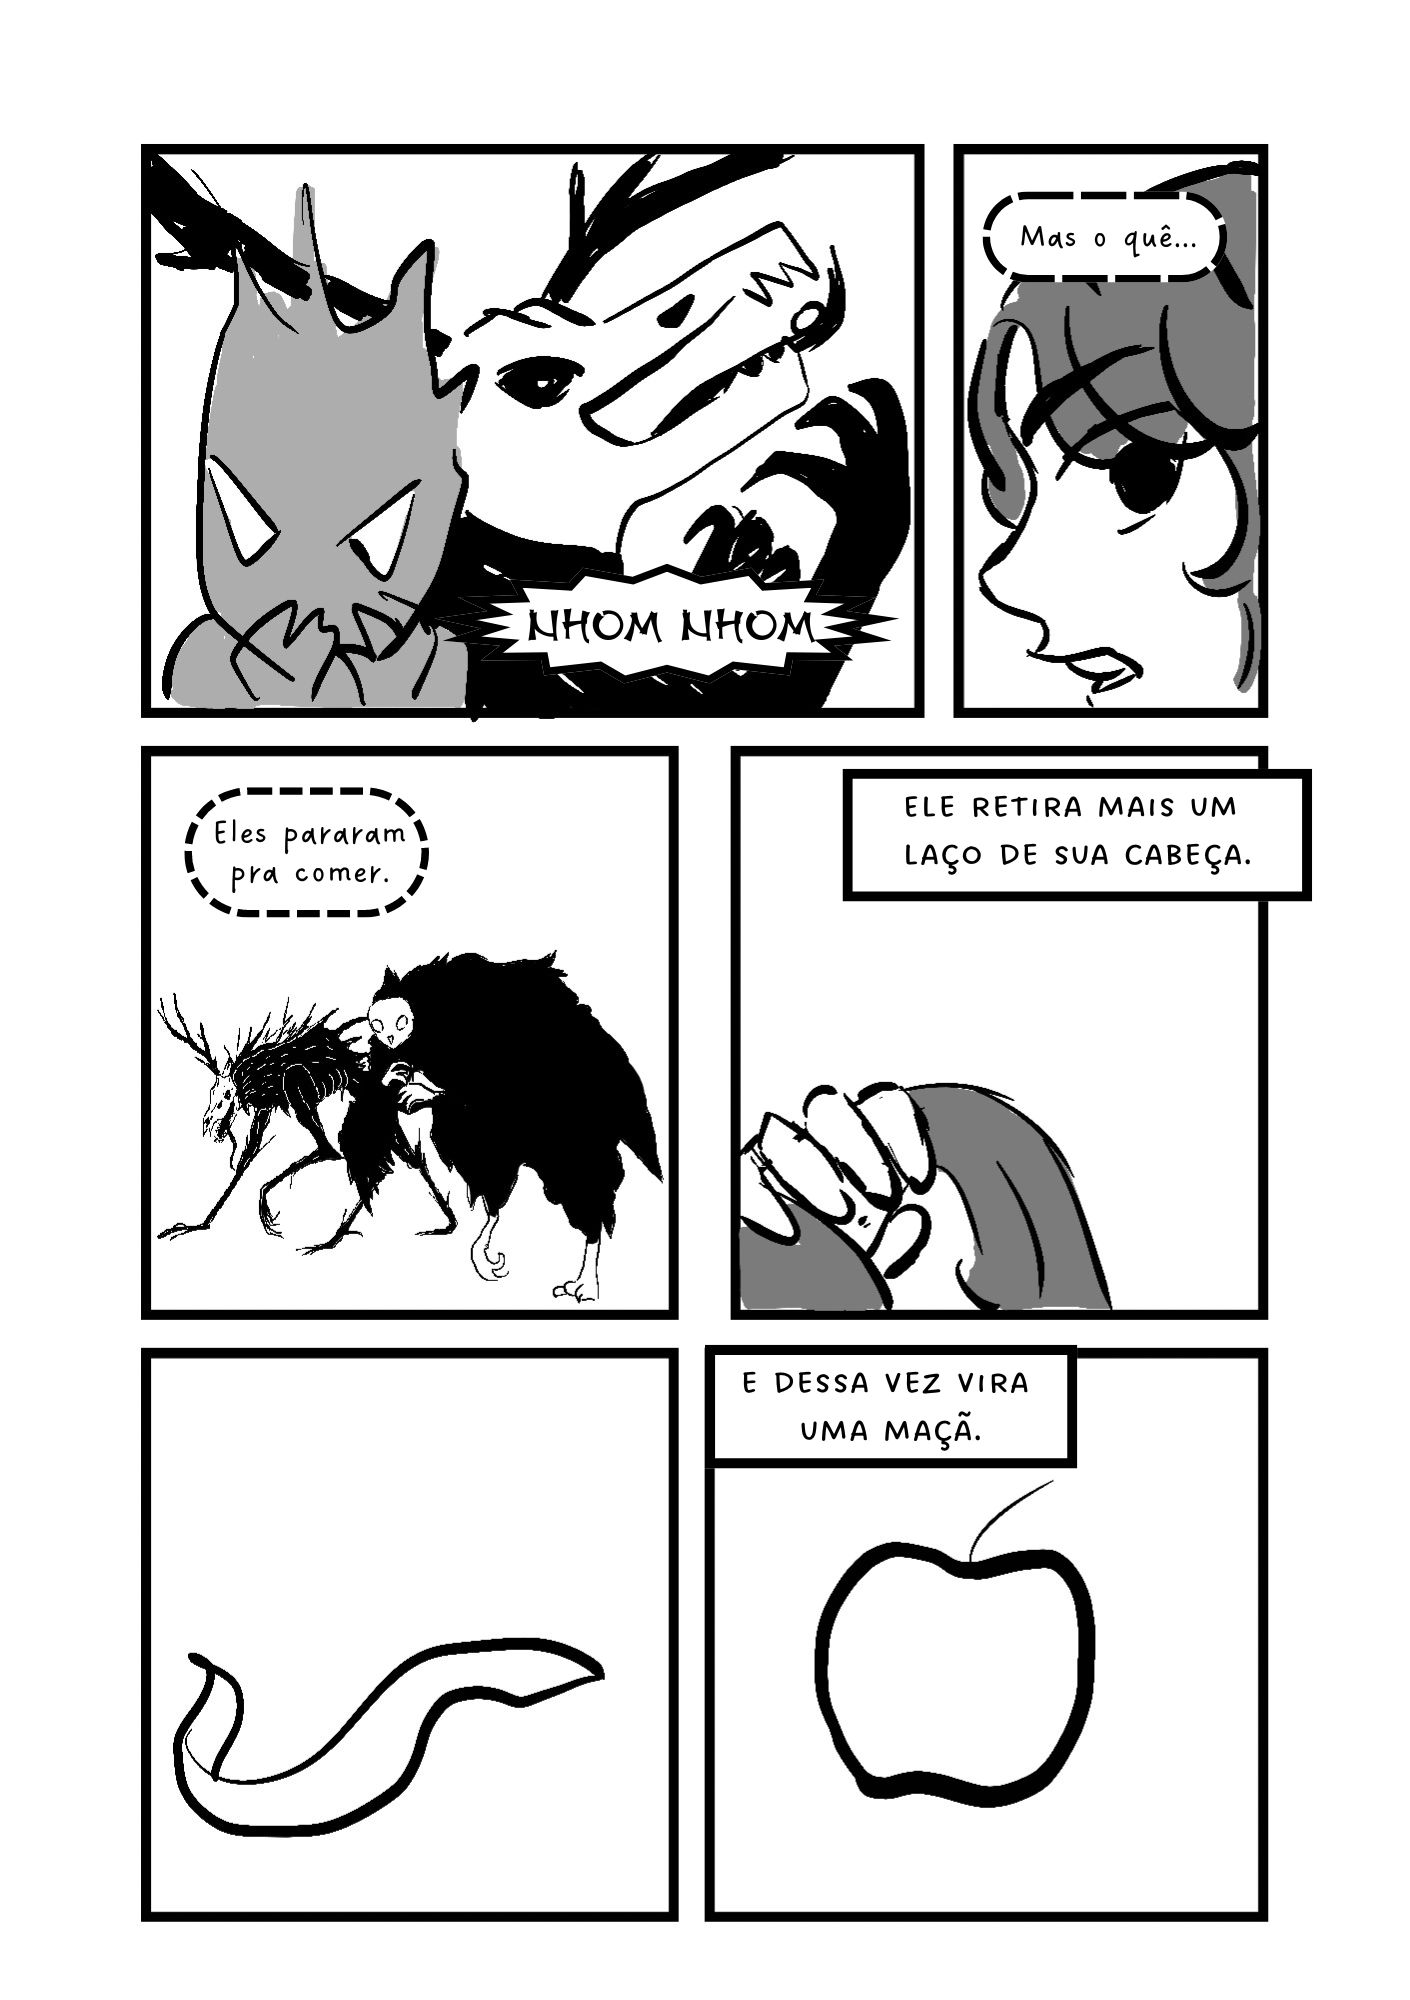 NHOM NHOM
Mas o quê...
Eles pararam
pra comer.
ELE RETIRA MAIS UM
LAÇO DE SUA CABEÇA.
E DESSA VEZ VIRA
UMA MAÇÃ.